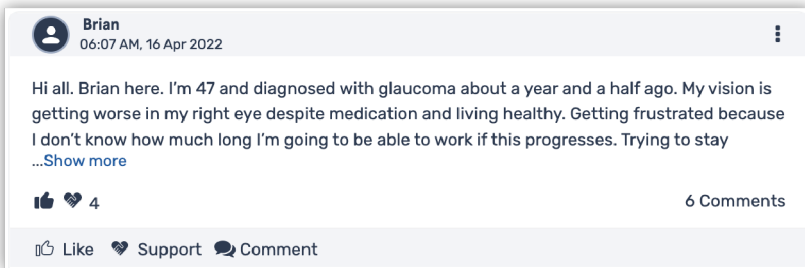 Brian
06:07 AM, 16 Apr 2022
Hi all. Brian here. I'm 47 and diagnosed with glaucoma about a year and a half ago. My vision is
getting worse in my right eye despite medication and living healthy. Getting frustrated because
I don't know how much long I'm going to be able to work if this progresses. Trying to stay
...Show more
4 6 Comments
Like Support Comment